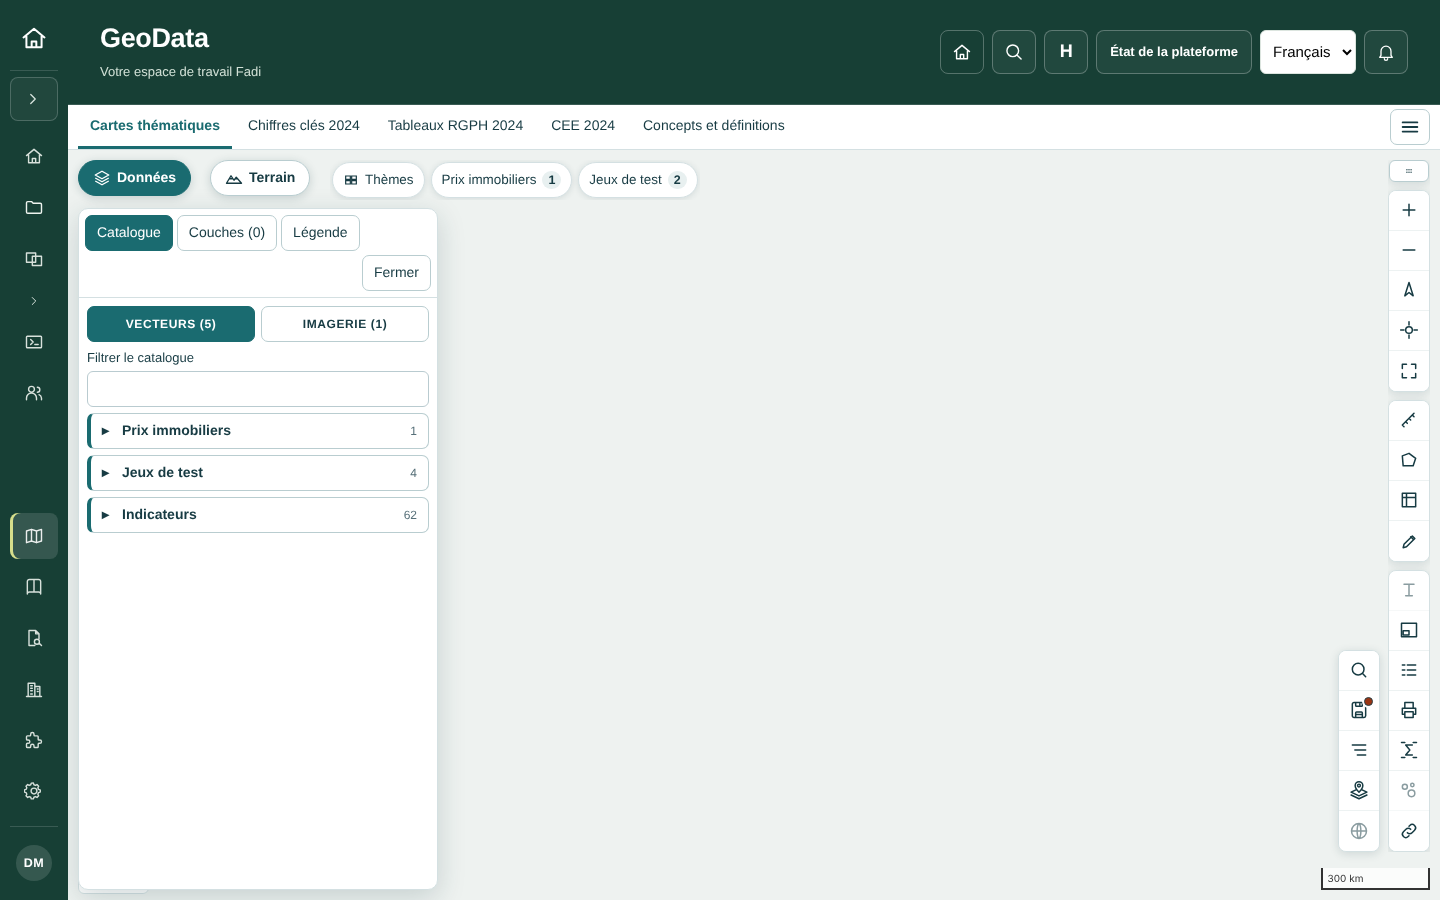 GeoData
Votre espace de travail Fadi
H
État de la plateforme
Français
Cartes thématiques
Chiffres clés 2024
Tableaux RGPH 2024
CEE 2024
Concepts et définitions
Données
Terrain
Thèmes
Prix immobiliers 1
Jeux de test 2
Catalogue
Couches (0)
Légende
Fermer
VECTEURS (5)
IMAGERIE (1)
Filtrer le catalogue
Prix immobiliers 1
Jeux de test 4
Indicateurs 62
DM
300 km